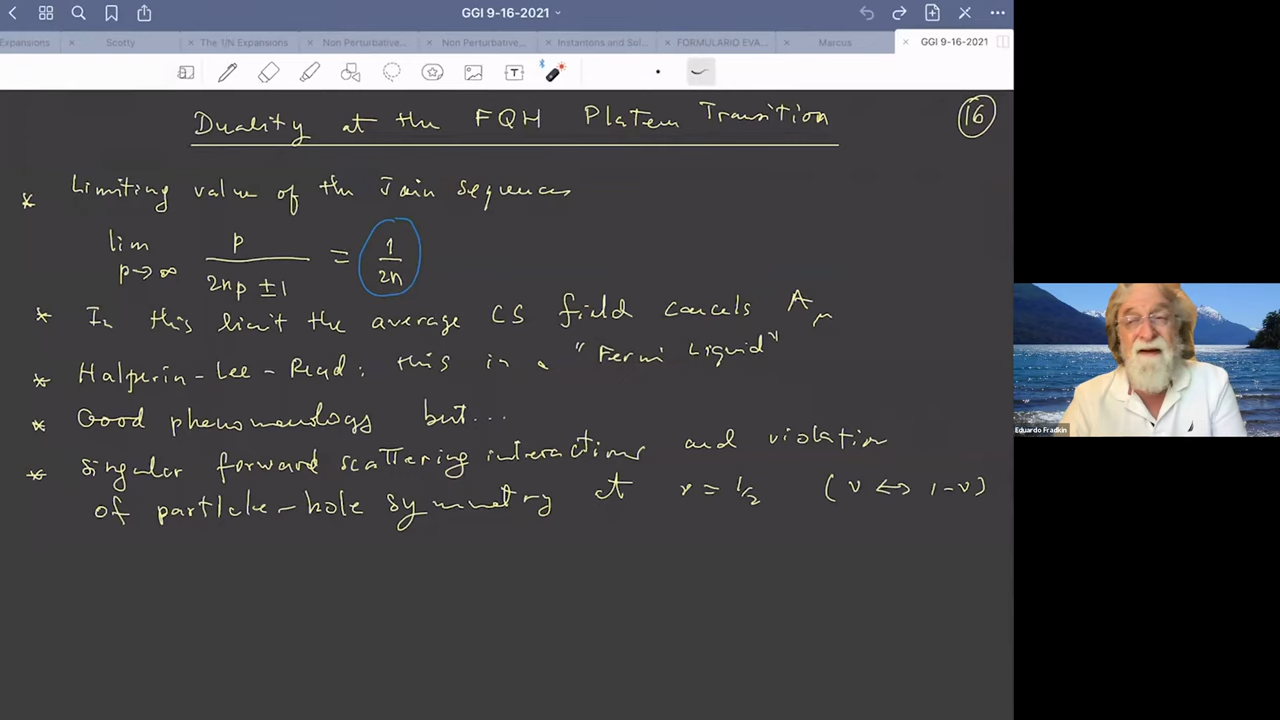 GGI 9-16-2021
Expansions
Scotty
The 1/N Expansions
Non Perturbative...
Non Perturbative...
Instantons and Sol...
FORMULARIO EVA...
Marcus
GGI 9-16-2021
Duality at the FQH Plateau Transition
16
* Limiting value of the Jain sequences
lim p→∞ p / (2np ± 1) = 1 / 2n
* In this limit the average CS field cancels Aμ
* Halperin-Lee-Read: this is a "Fermi Liquid"
* Good phenomenology but...
* Singular forward scattering interactions and violation
of particle-hole symmetry at ν = 1/2 (ν ↔ 1-ν)
Eduardo Fradkin